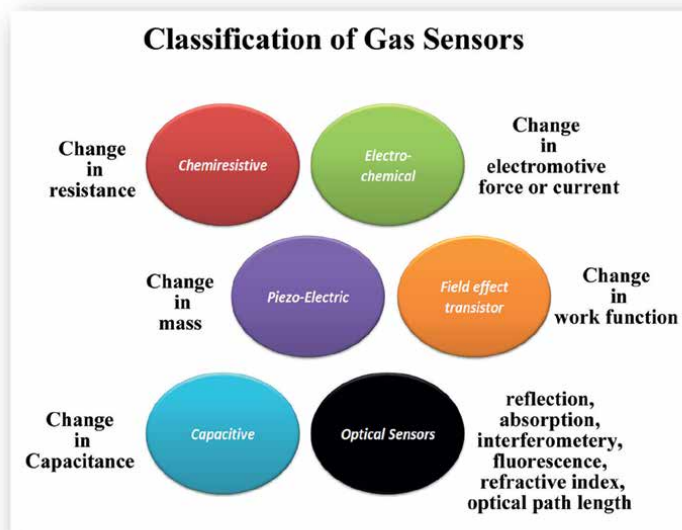 Classification of Gas Sensors
Change
in
resistance
Chemiresistive
Electro-
chemical
Change
in
electromotive
force or current
Change
in
mass
Piezo-Electric
Field effect
transistor
Change
in
work function
Change
in
Capacitance
Capacitive
Optical Sensors
reflection,
absorption,
interferometery,
fluorescence,
refractive index,
optical path length